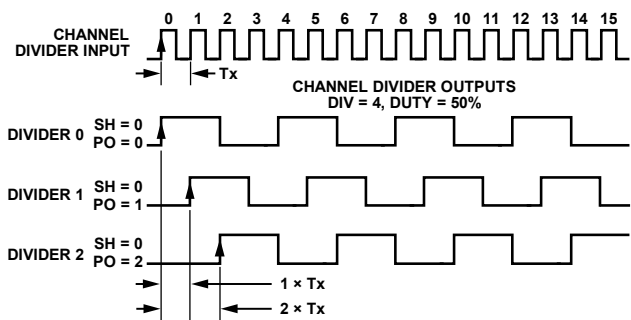 0 1 2 3 4 5 6 7 8 9 10 11 12 13 14 15
CHANNEL
DIVIDER INPUT
Tx
CHANNEL DIVIDER OUTPUTS
DIV = 4, DUTY = 50%
DIVIDER 0
SH = 0
PO = 0
DIVIDER 1
SH = 0
PO = 1
DIVIDER 2
SH = 0
PO = 2
1 × Tx
2 × Tx